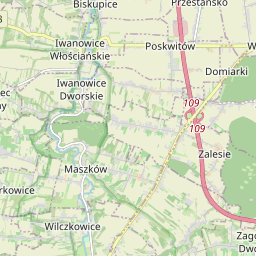 Biskupice
Przestańsko
Iwanowice
Włościańskie
Poskwitów
Domiarki
Iwanowice
Dworskie
109
109
Zalesie
Maszków
Wilczkowice